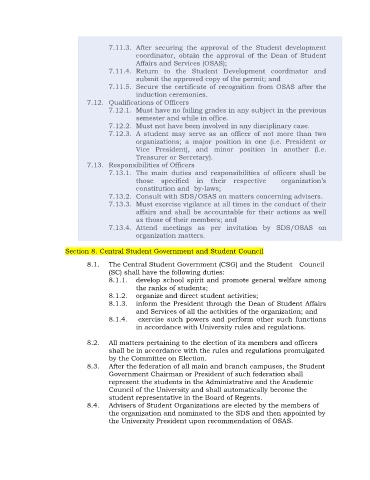 7.11.3. After securing the approval of the Student development
coordinator, obtain the approval of the Dean of Student
Affairs and Services (OSAS);
7.11.4. Return to the Student Development coordinator and
submit the approved copy of the permit; and
7.11.5. Secure the certificate of recognition from OSAS after the
induction ceremonies.
7.12. Qualifications of Officers
7.12.1. Must have no failing grades in any subject in the previous
semester and while in office.
7.12.2. Must not have been involved in any disciplinary case.
7.12.3. A student may serve as an officer of not more than two
organizations; a major position in one (i.e. President or
Vice President), and minor position in another (i.e.
Treasurer or Secretary).
7.13. Responsibilities of Officers
7.13.1. The main duties and responsibilities of officers shall be
those specified in their respective organization's
constitution and by-laws;
7.13.2. Consult with SDS/OSAS on matters concerning advisers.
7.13.3. Must exercise vigilance at all times in the conduct of their
affairs and shall be accountable for their actions as well
as those of their members; and
7.13.4. Attend meetings as per invitation by SDS/OSAS on
organization matters.
Section 8. Central Student Government and Student Council
8.1. The Central Student Government (CSG) and the Student Council
(SC) shall have the following duties:
8.1.1. develop school spirit and promote general welfare among
the ranks of students;
8.1.2. organize and direct student activities;
8.1.3. inform the President through the Dean of Student Affairs
and Services of all the activities of the organization; and
8.1.4. exercise such powers and perform other such functions
in accordance with University rules and regulations.
8.2. All matters pertaining to the election of its members and officers
shall be in accordance with the rules and regulations promulgated
by the Committee on Election.
8.3. After the federation of all main and branch campuses, the Student
Government Chairman or President of such federation shall
represent the students in the Administrative and the Academic
Council of the University and shall automatically become the
student representative in the Board of Regents.
8.4. Advisers of Student Organizations are elected by the members of
the organization and nominated to the SDS and then appointed by
the University President upon recommendation of OSAS.